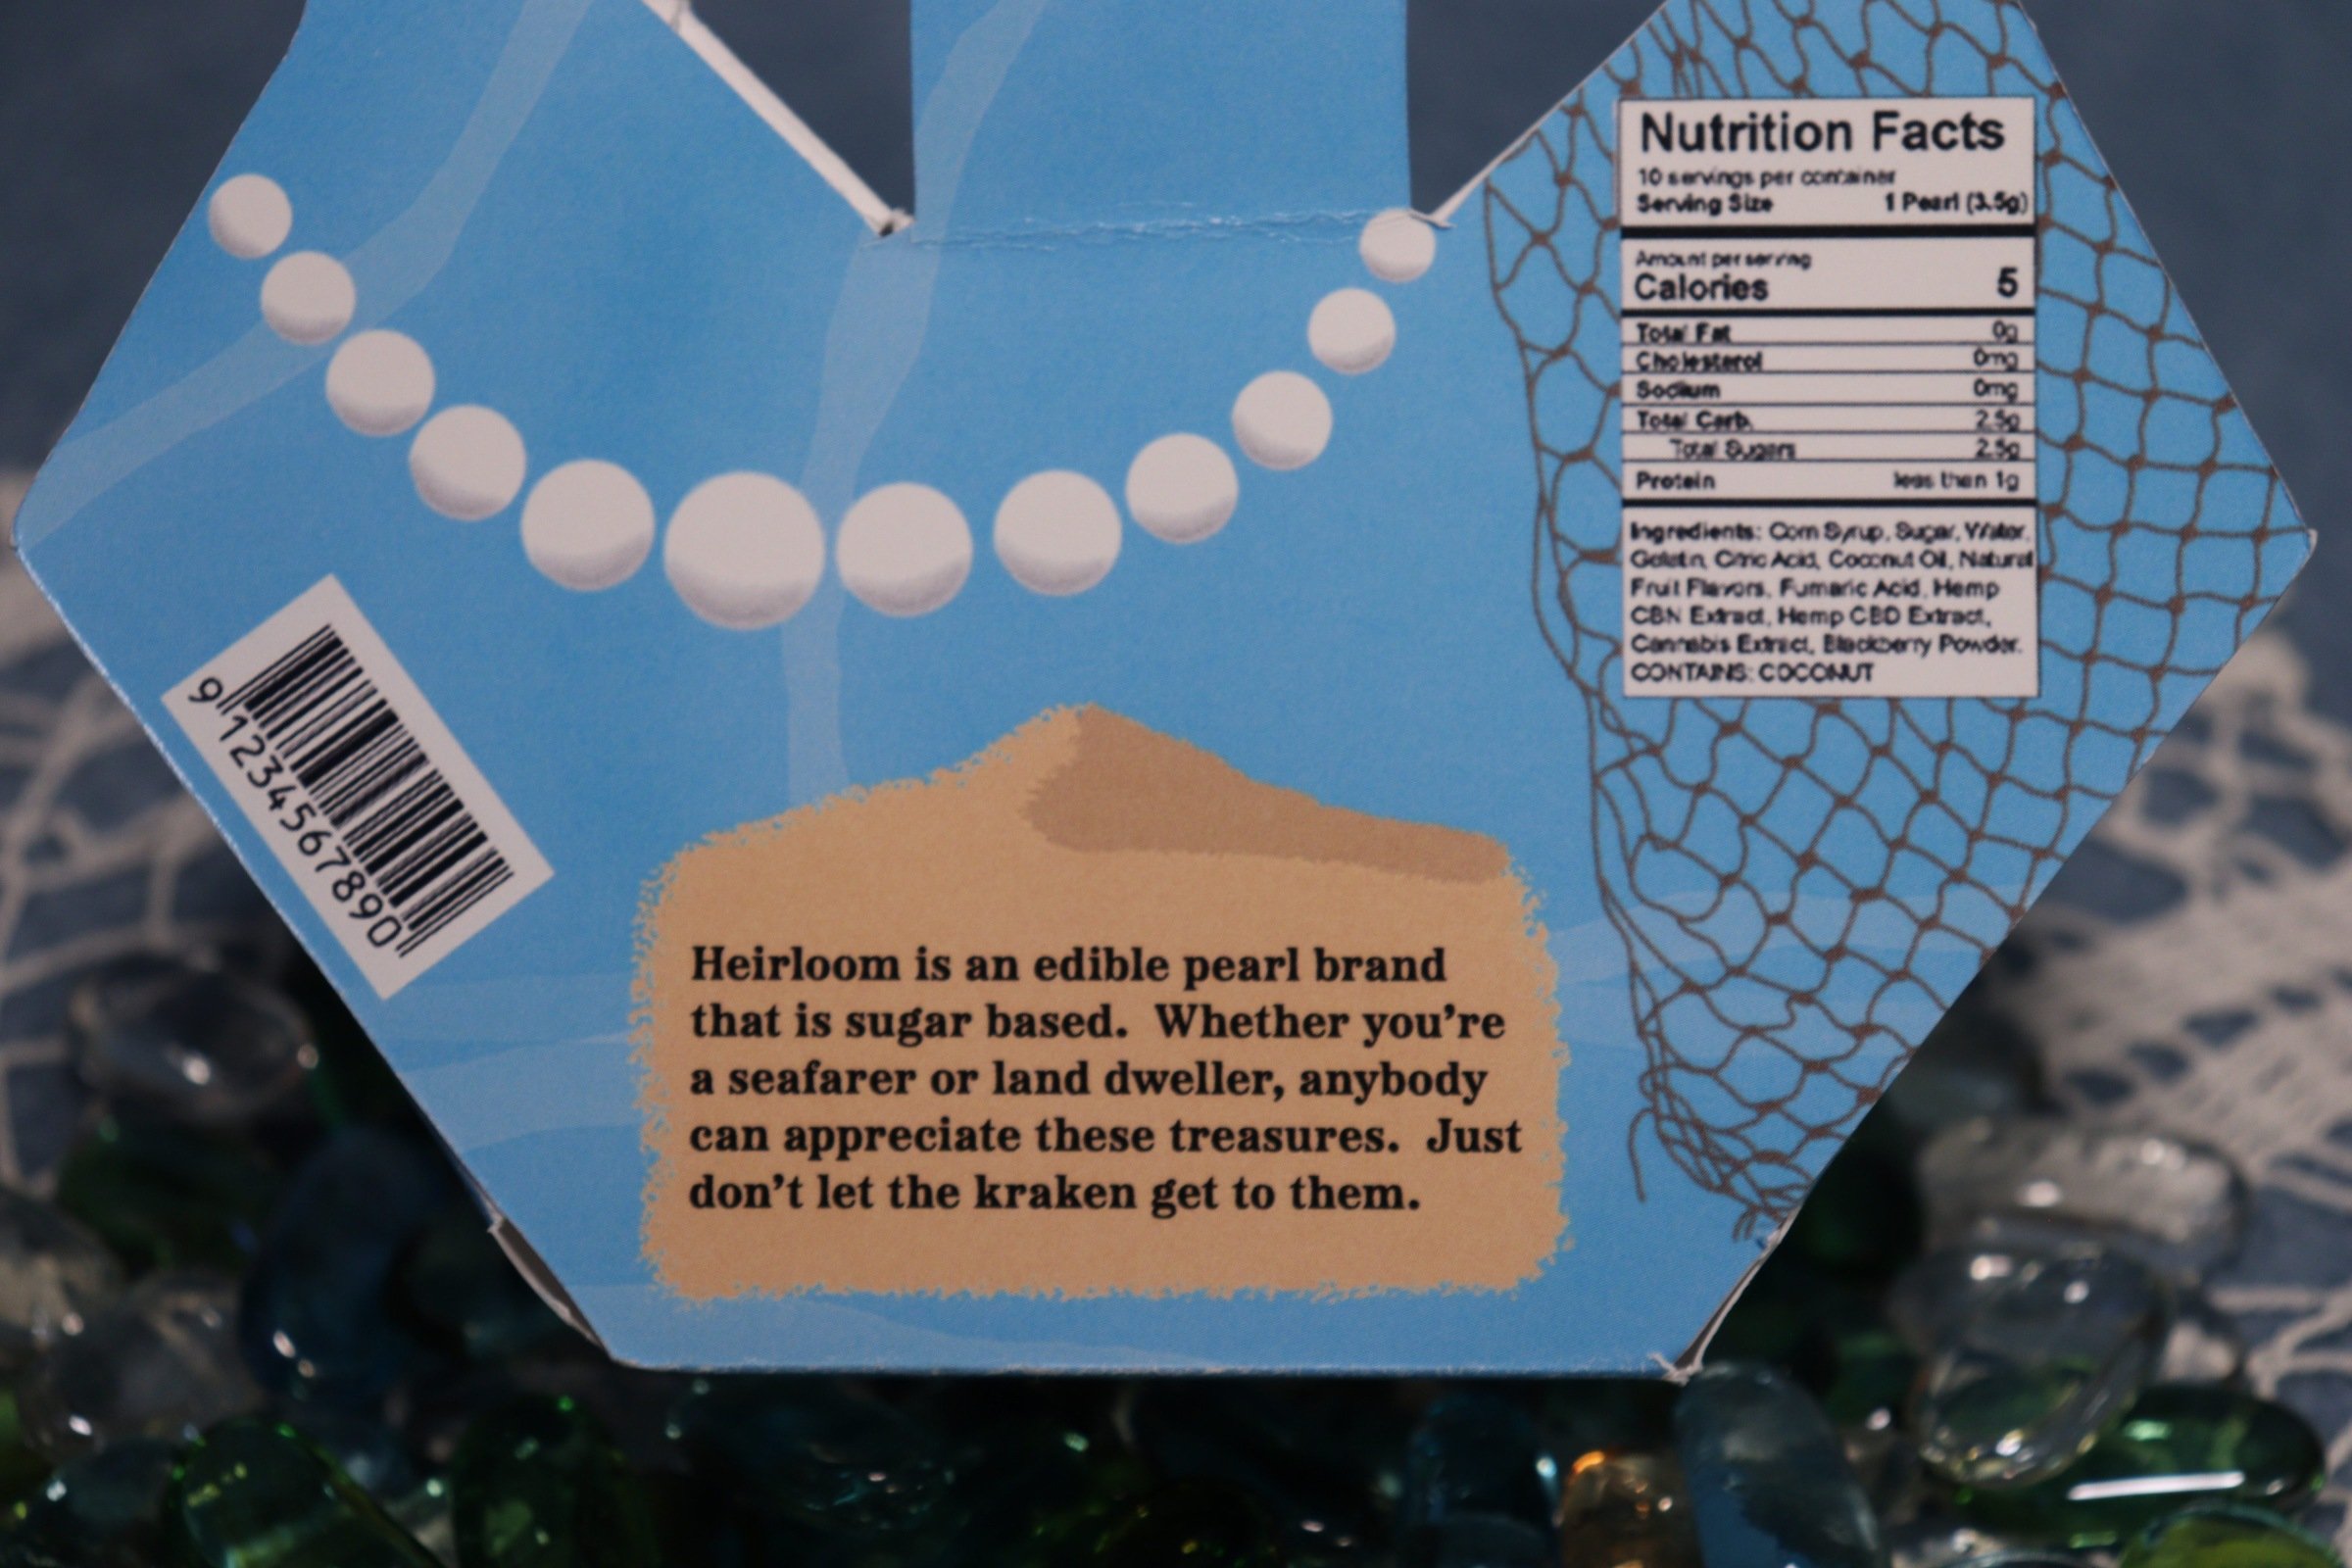 Nutrition Facts
10 servings per container
Serving Size 1 Pearl (3.5g)
Amount per serving
Calories 5
Total Fat 0g
Cholesterol 0mg
Sodium 0mg
Total Carb. 2.5g
Total Sugars 2.5g
Protein less than 1g
Ingredients: Corn Syrup, Sugar, Water,
Gelatin, Citric Acid, Coconut Oil, Natural
Fruit Flavors, Fumaric Acid, Hemp
CBN Extract, Hemp CBD Extract,
Cannabis Extract, Blackberry Powder.
CONTAINS: COCONUT
9 1234567890
Heirloom is an edible pearl brand
that is sugar based. Whether you're
a seafarer or land dweller, anybody
can appreciate these treasures. Just
don't let the kraken get to them.